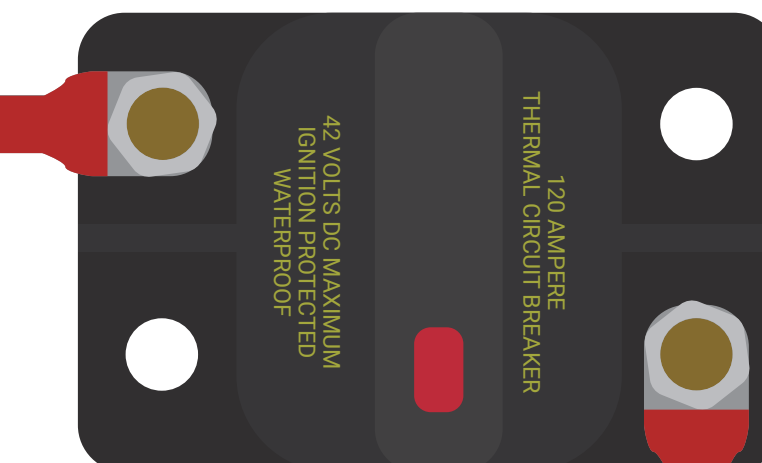 120 AMPERE
THERMAL CIRCUIT BREAKER
42 VOLTS DC MAXIMUM
IGNITION PROTECTED
WATERPROOF